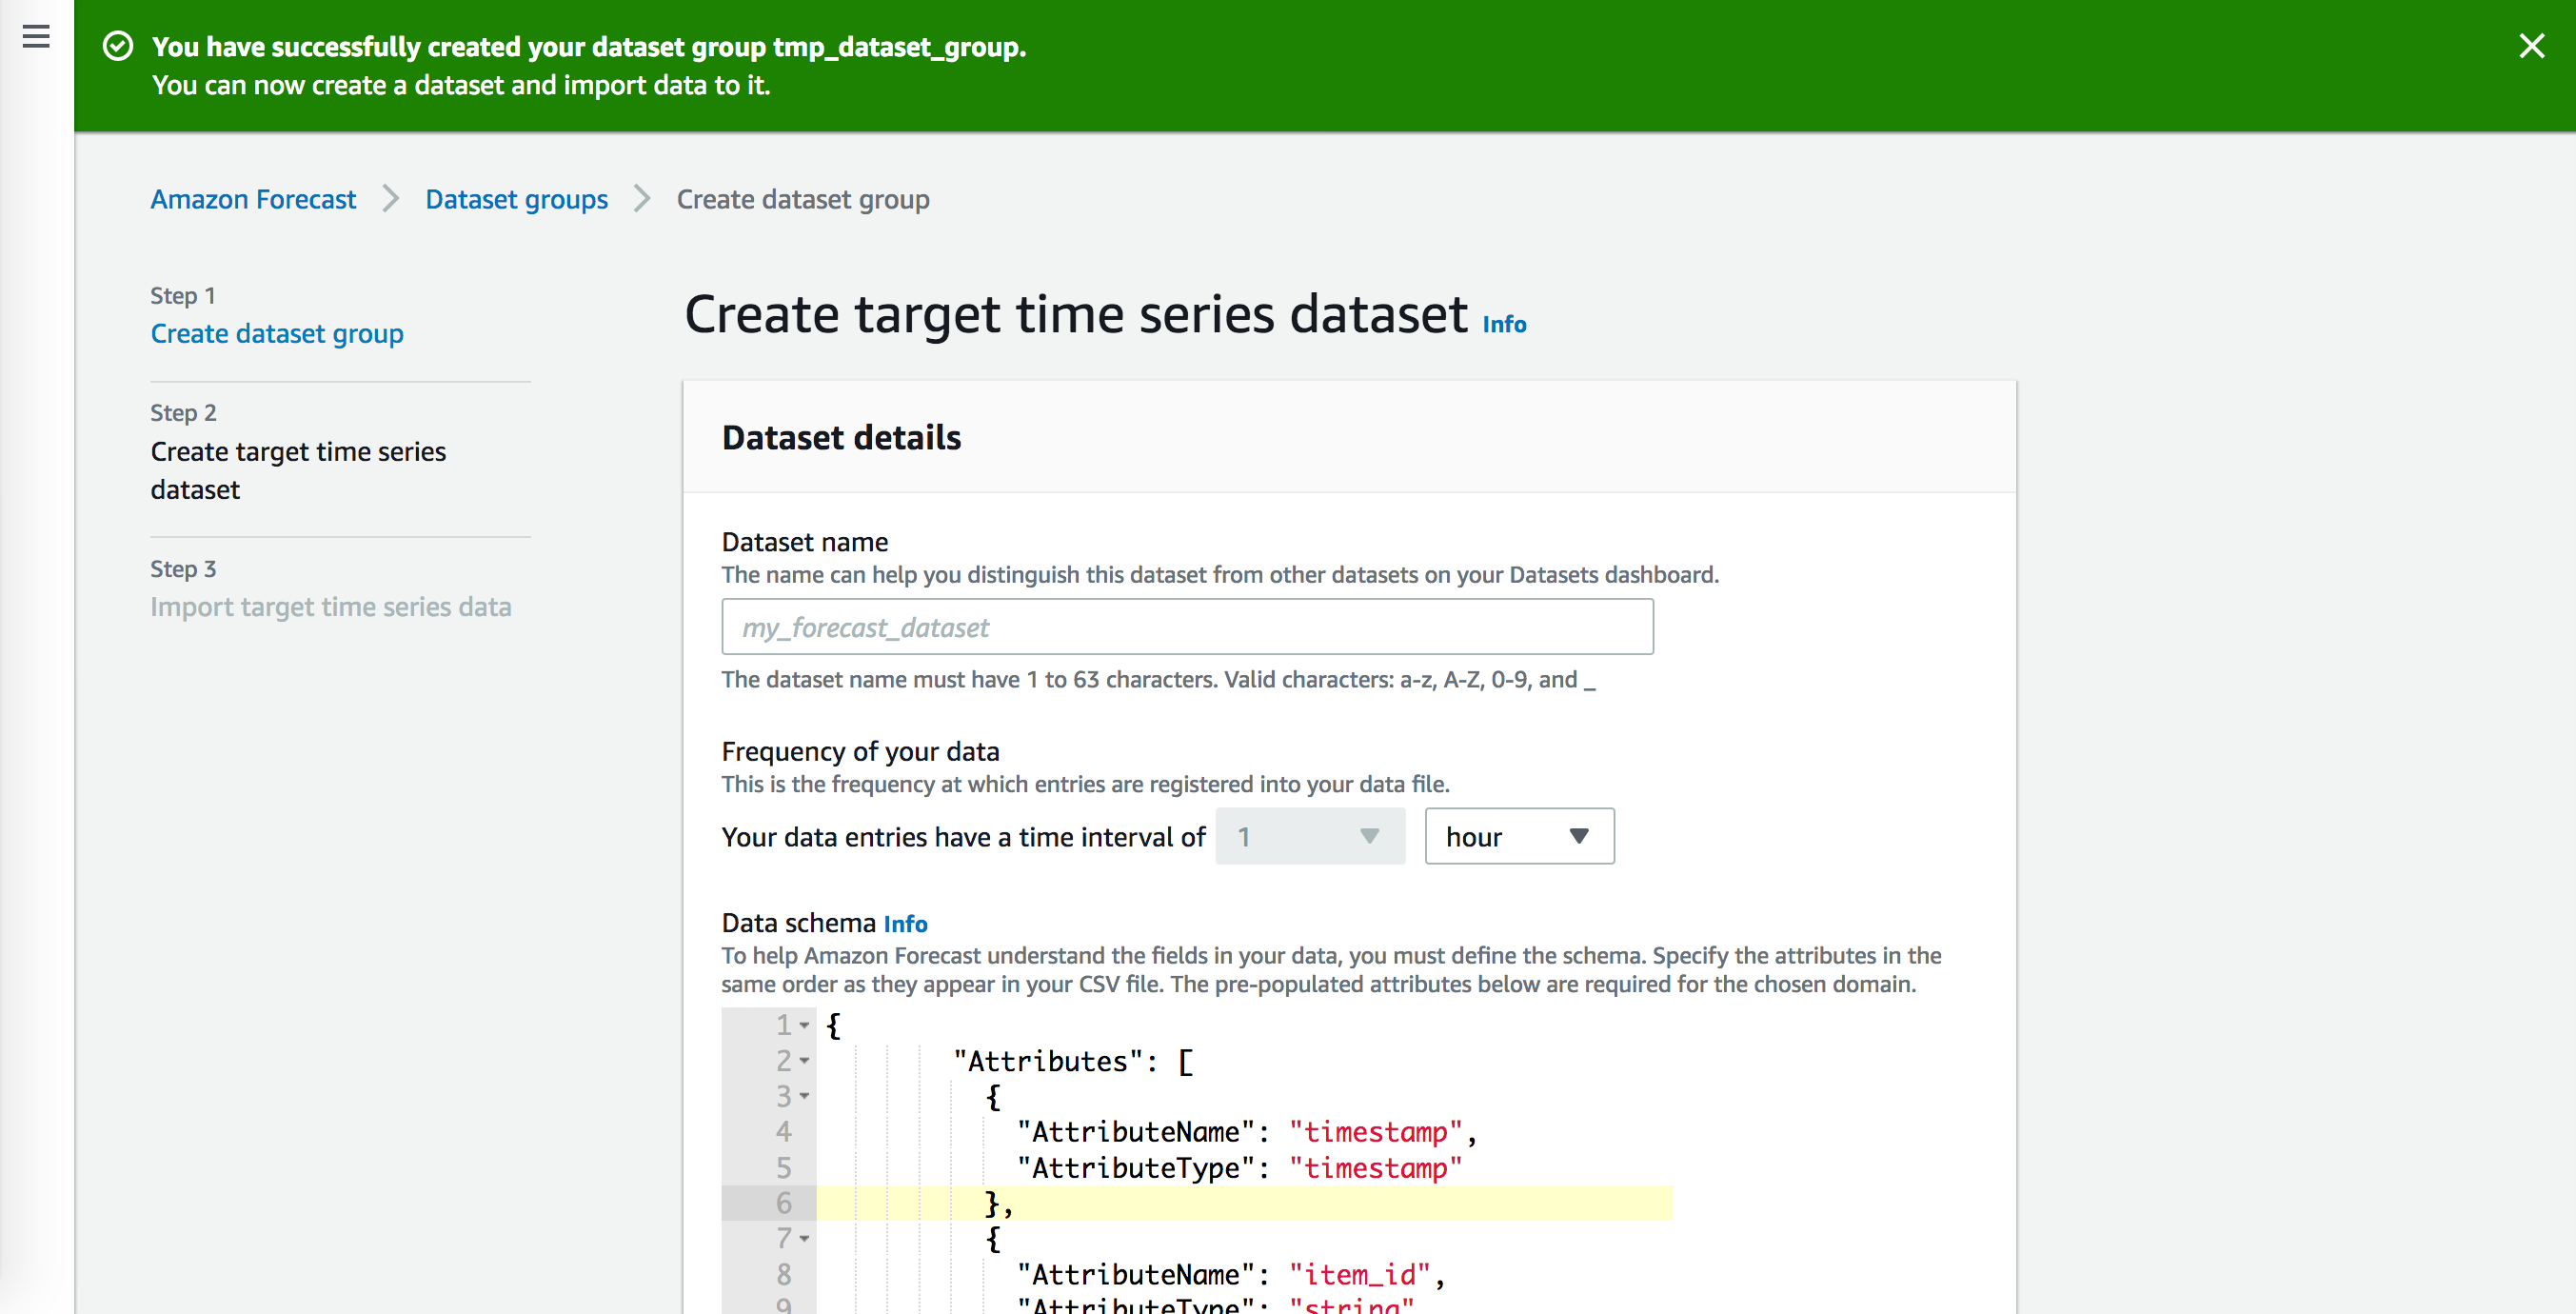 You have successfully created your dataset group tmp_dataset_group.
You can now create a dataset and import data to it.
Amazon Forecast
Dataset groups
Create dataset group
Step 1
Create dataset group
Step 2
Create target time series
dataset
Step 3
Import target time series data
Create target time series dataset Info
Dataset details
Dataset name
The name can help you distinguish this dataset from other datasets on your Datasets dashboard.
my_forecast_dataset
The dataset name must have 1 to 63 characters. Valid characters: a-z, A-Z, 0-9, and _
Frequency of your data
This is the frequency at which entries are registered into your data file.
Your data entries have a time interval of 1 hour
Data schema Info
To help Amazon Forecast understand the fields in your data, you must define the schema. Specify the attributes in the
same order as they appear in your CSV file. The pre-populated attributes below are required for the chosen domain.
1 {
2 "Attributes": [
3 {
4 "AttributeName": "timestamp",
5 "AttributeType": "timestamp"
6 },
7 {
8 "AttributeName": "item_id",
9 "AttributeType": "string"